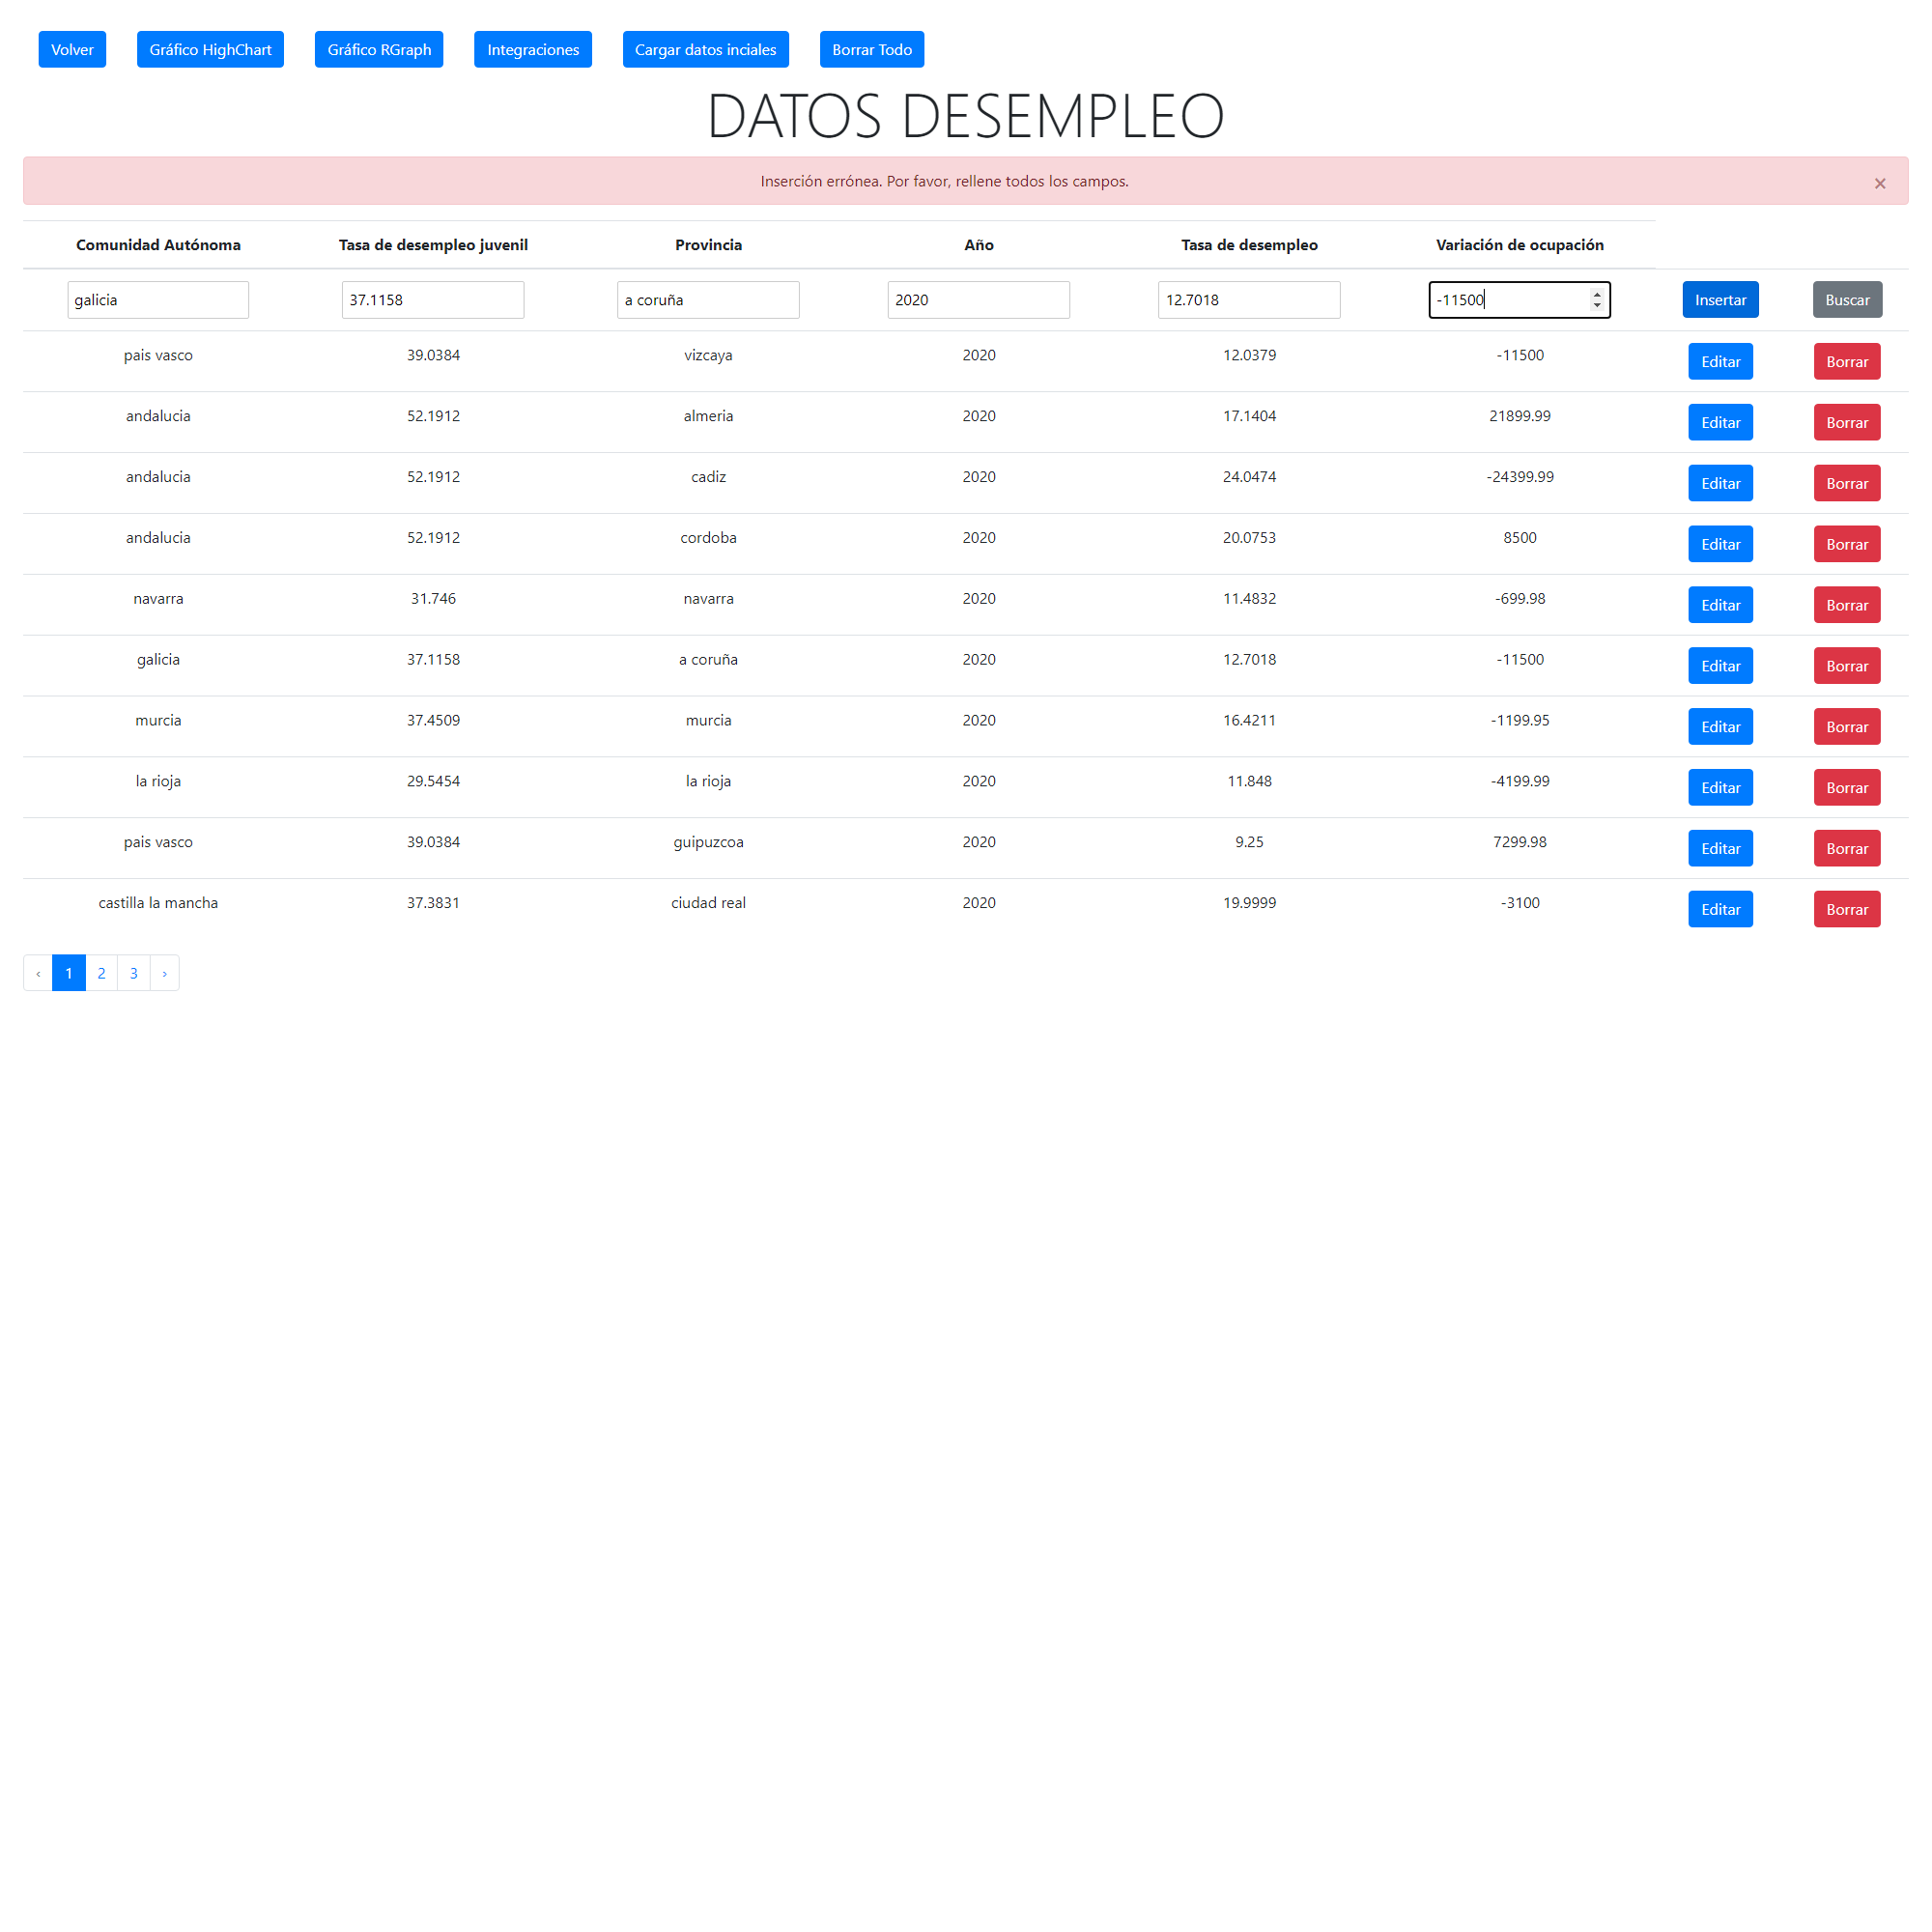 Volver Gráfico HighChart Gráfico RGraph Integraciones Cargar datos inciales Borrar Todo
DATOS DESEMPLEO
Inserción errónea. Por favor, rellene todos los campos. ×
Comunidad Autónoma Tasa de desempleo juvenil Provincia Año Tasa de desempleo Variación de ocupación
galicia 37.1158 a coruña 2020 12.7018 -11500 Insertar Buscar
pais vasco 39.0384 vizcaya 2020 12.0379 -11500 Editar Borrar
andalucia 52.1912 almeria 2020 17.1404 21899.99 Editar Borrar
andalucia 52.1912 cadiz 2020 24.0474 -24399.99 Editar Borrar
andalucia 52.1912 cordoba 2020 20.0753 8500 Editar Borrar
navarra 31.746 navarra 2020 11.4832 -699.98 Editar Borrar
galicia 37.1158 a coruña 2020 12.7018 -11500 Editar Borrar
murcia 37.4509 murcia 2020 16.4211 -1199.95 Editar Borrar
la rioja 29.5454 la rioja 2020 11.848 -4199.99 Editar Borrar
pais vasco 39.0384 guipuzcoa 2020 9.25 7299.98 Editar Borrar
castilla la mancha 37.3831 ciudad real 2020 19.9999 -3100 Editar Borrar
‹ 1 2 3 ›